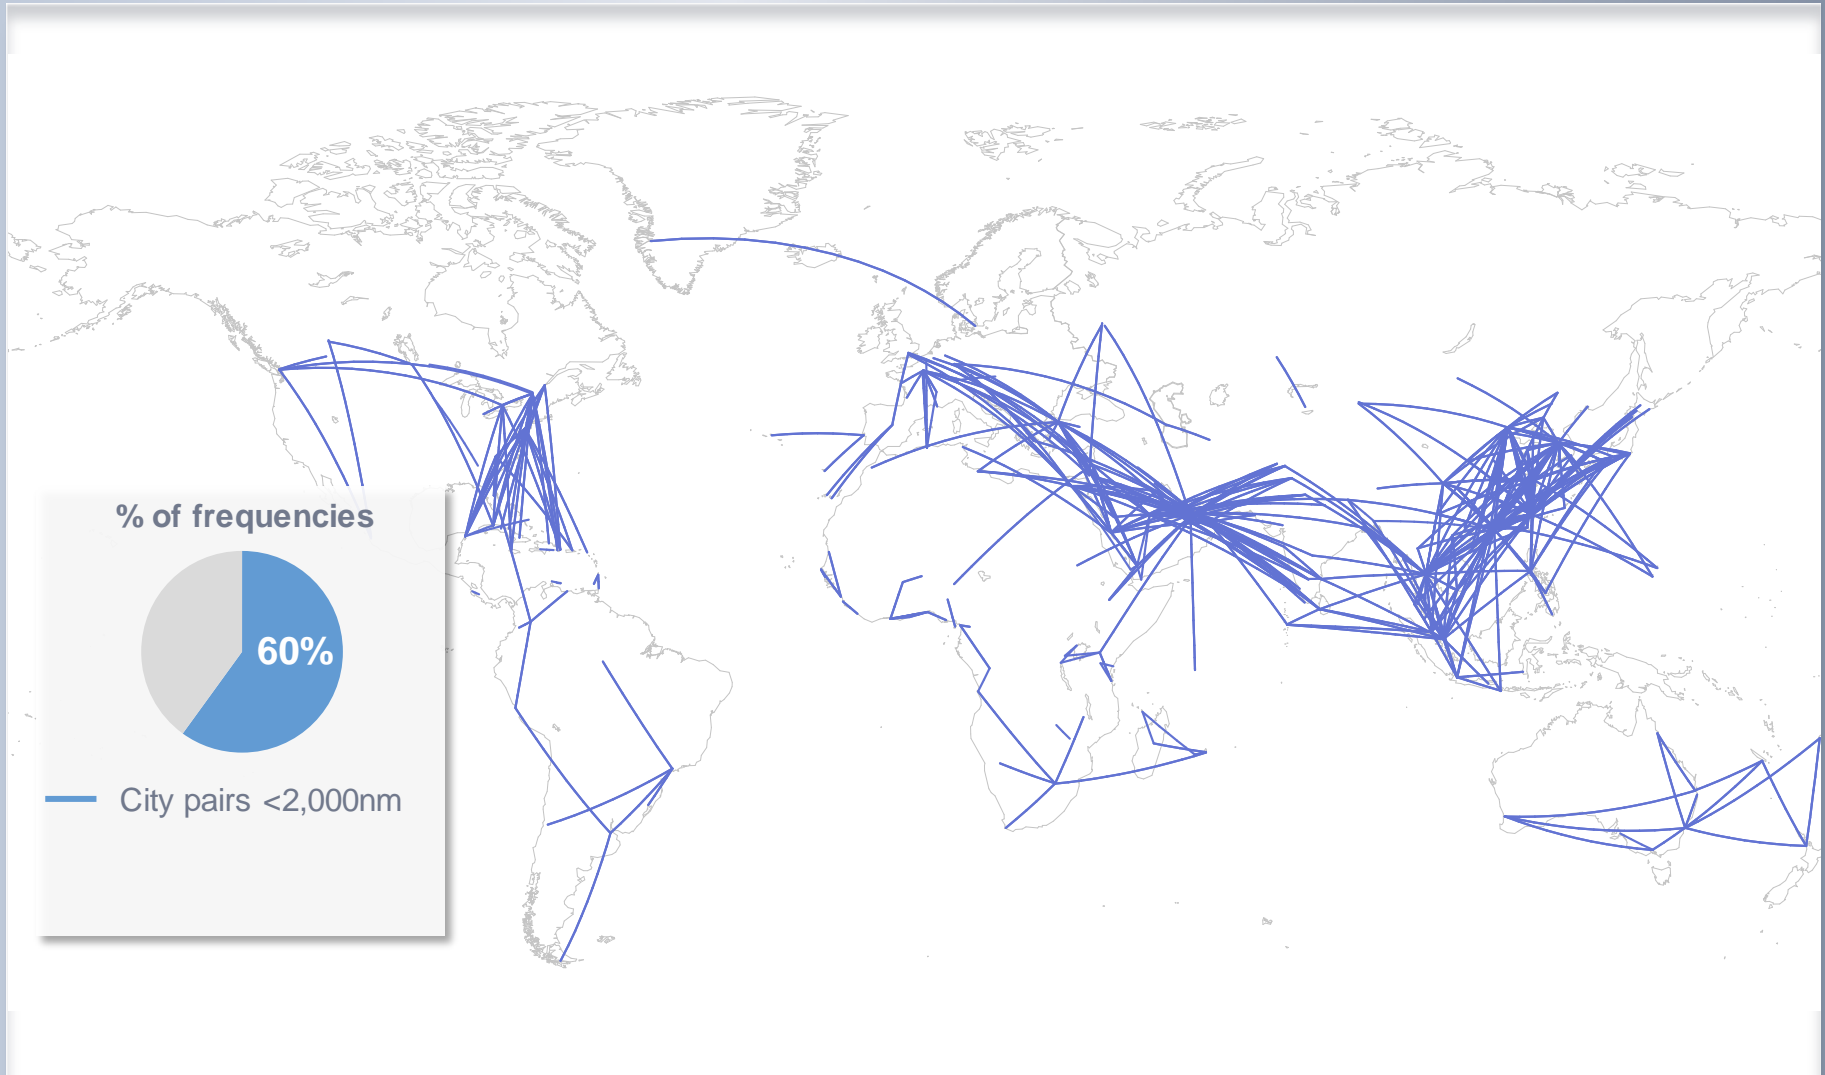 % of frequencies
60%
City pairs <2,000nm